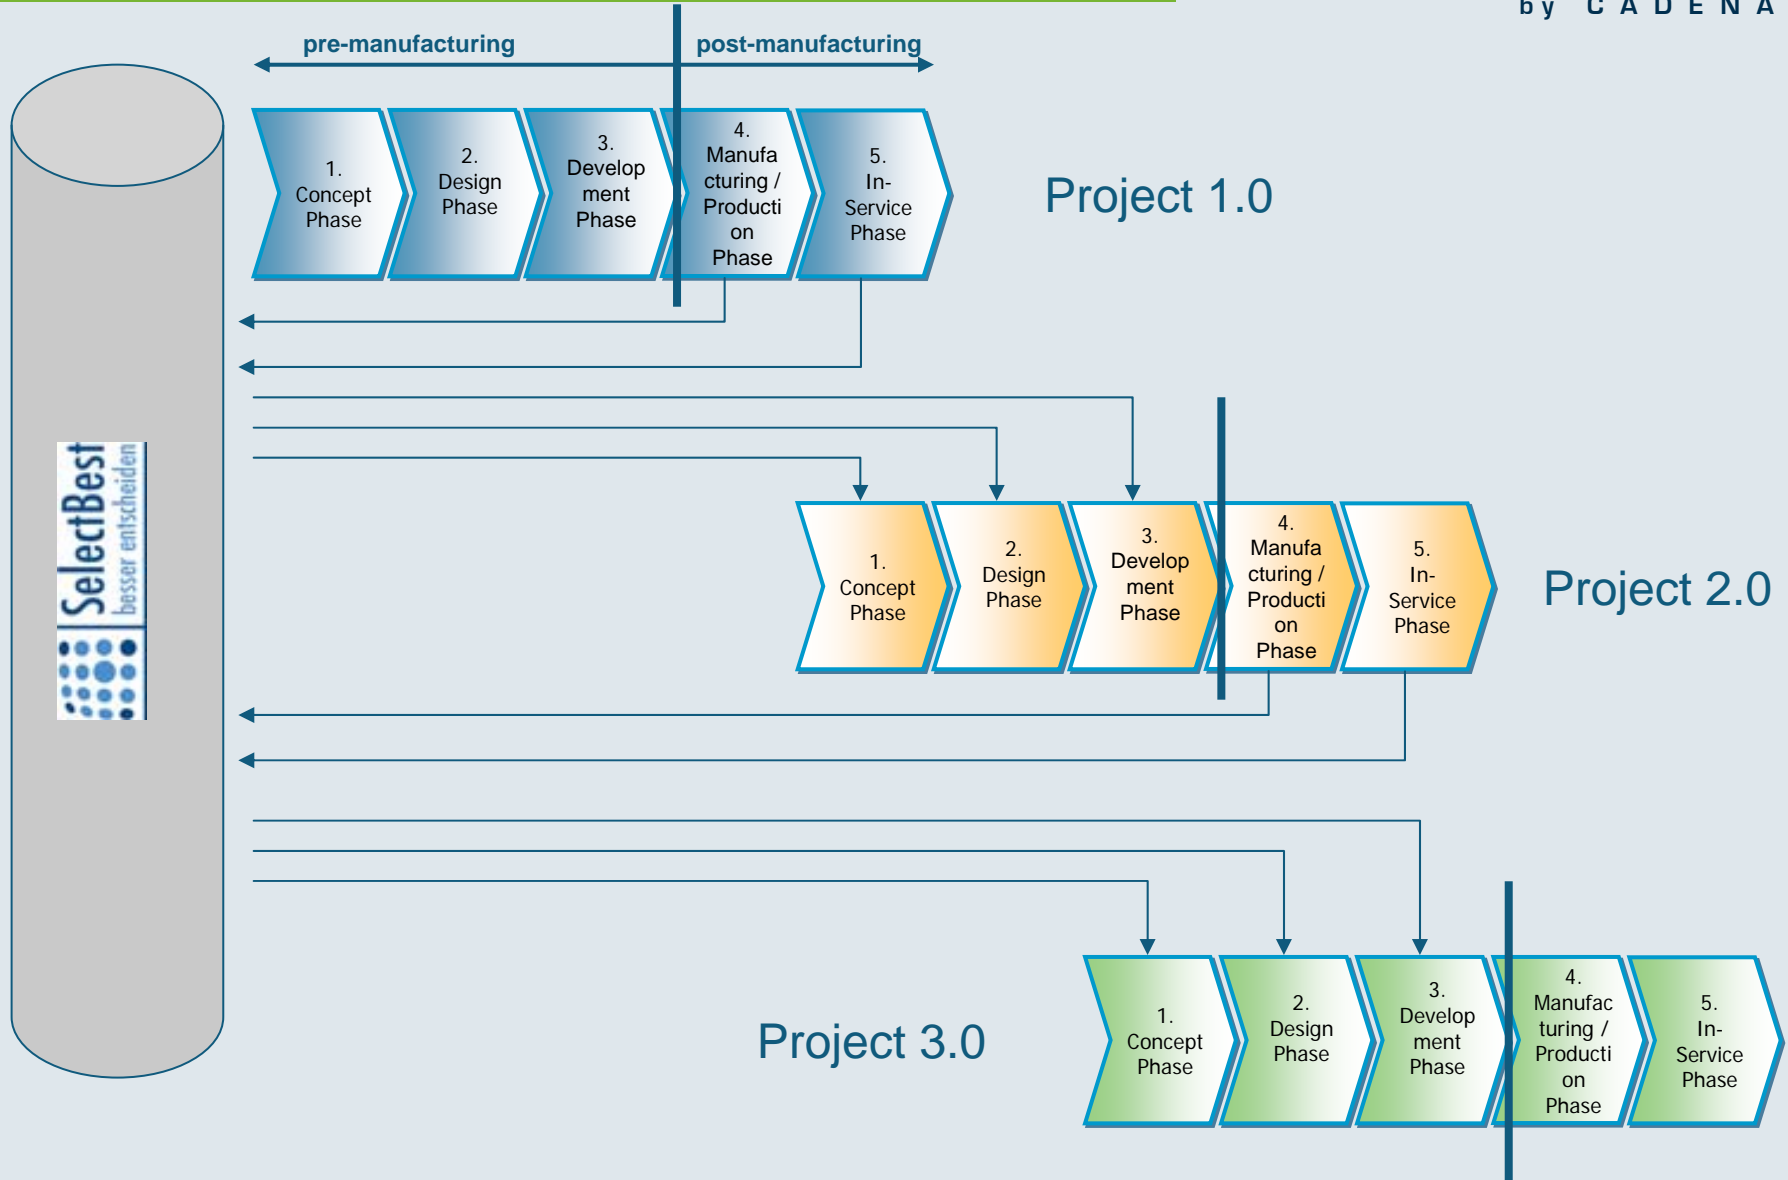 by CADENA
pre-manufacturing
post-manufacturing
1.
Concept
Phase
2.
Design
Phase
3.
Develop
ment
Phase
4.
Manufa
cturing /
Producti
on
Phase
5.
In-
Service
Phase
Project 1.0
SelectBest
besser entscheiden
1.
Concept
Phase
2.
Design
Phase
3.
Develop
ment
Phase
4.
Manufa
cturing /
Producti
on
Phase
5.
In-
Service
Phase
Project 2.0
Project 3.0
1.
Concept
Phase
2.
Design
Phase
3.
Develop
ment
Phase
4.
Manufac
turing /
Producti
on
Phase
5.
In-
Service
Phase